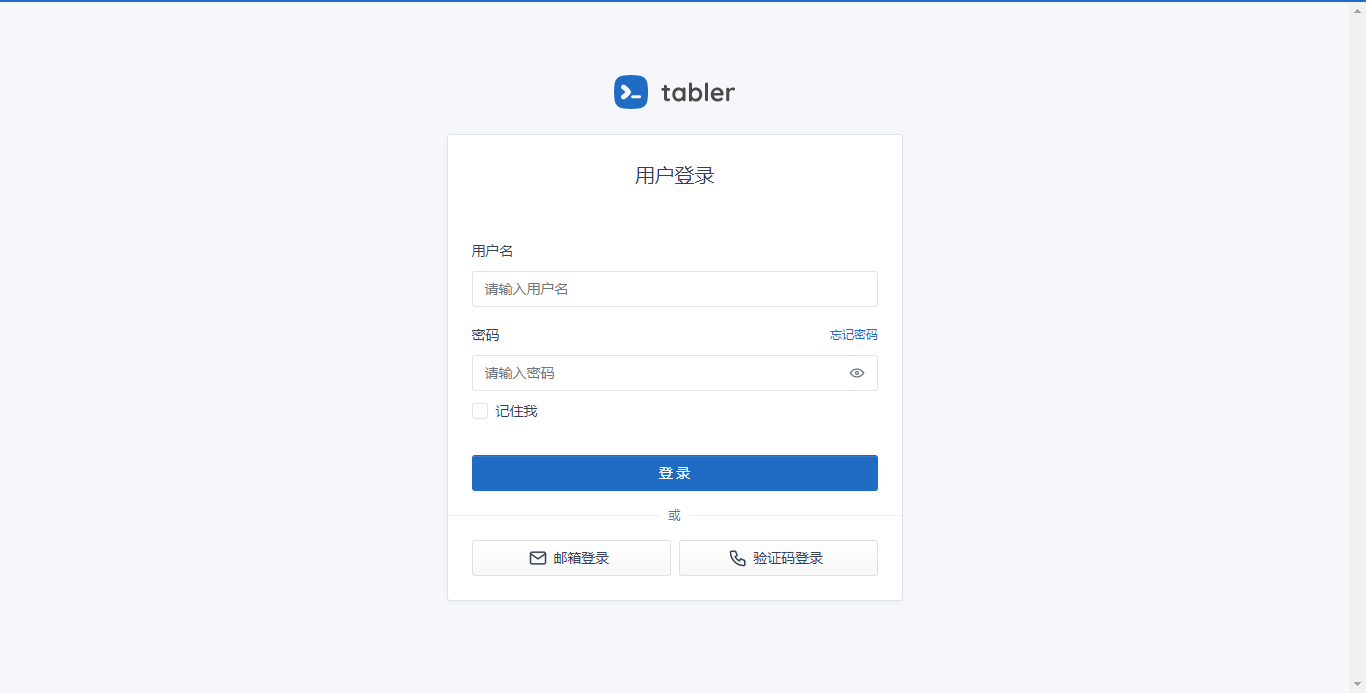 tabler
用户登录
用户名
请输入用户名
密码 忘记密码
请输入密码
记住我
登录
或
邮箱登录 验证码登录